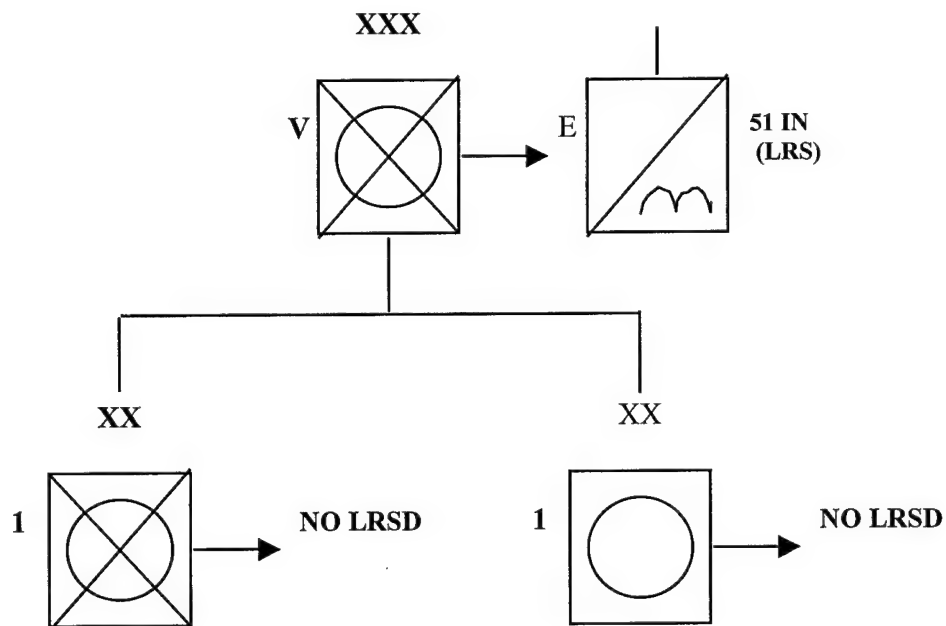 XXX
V
E
51 IN
(LRS)
XX
XX
1
NO LRSD
1
NO LRSD